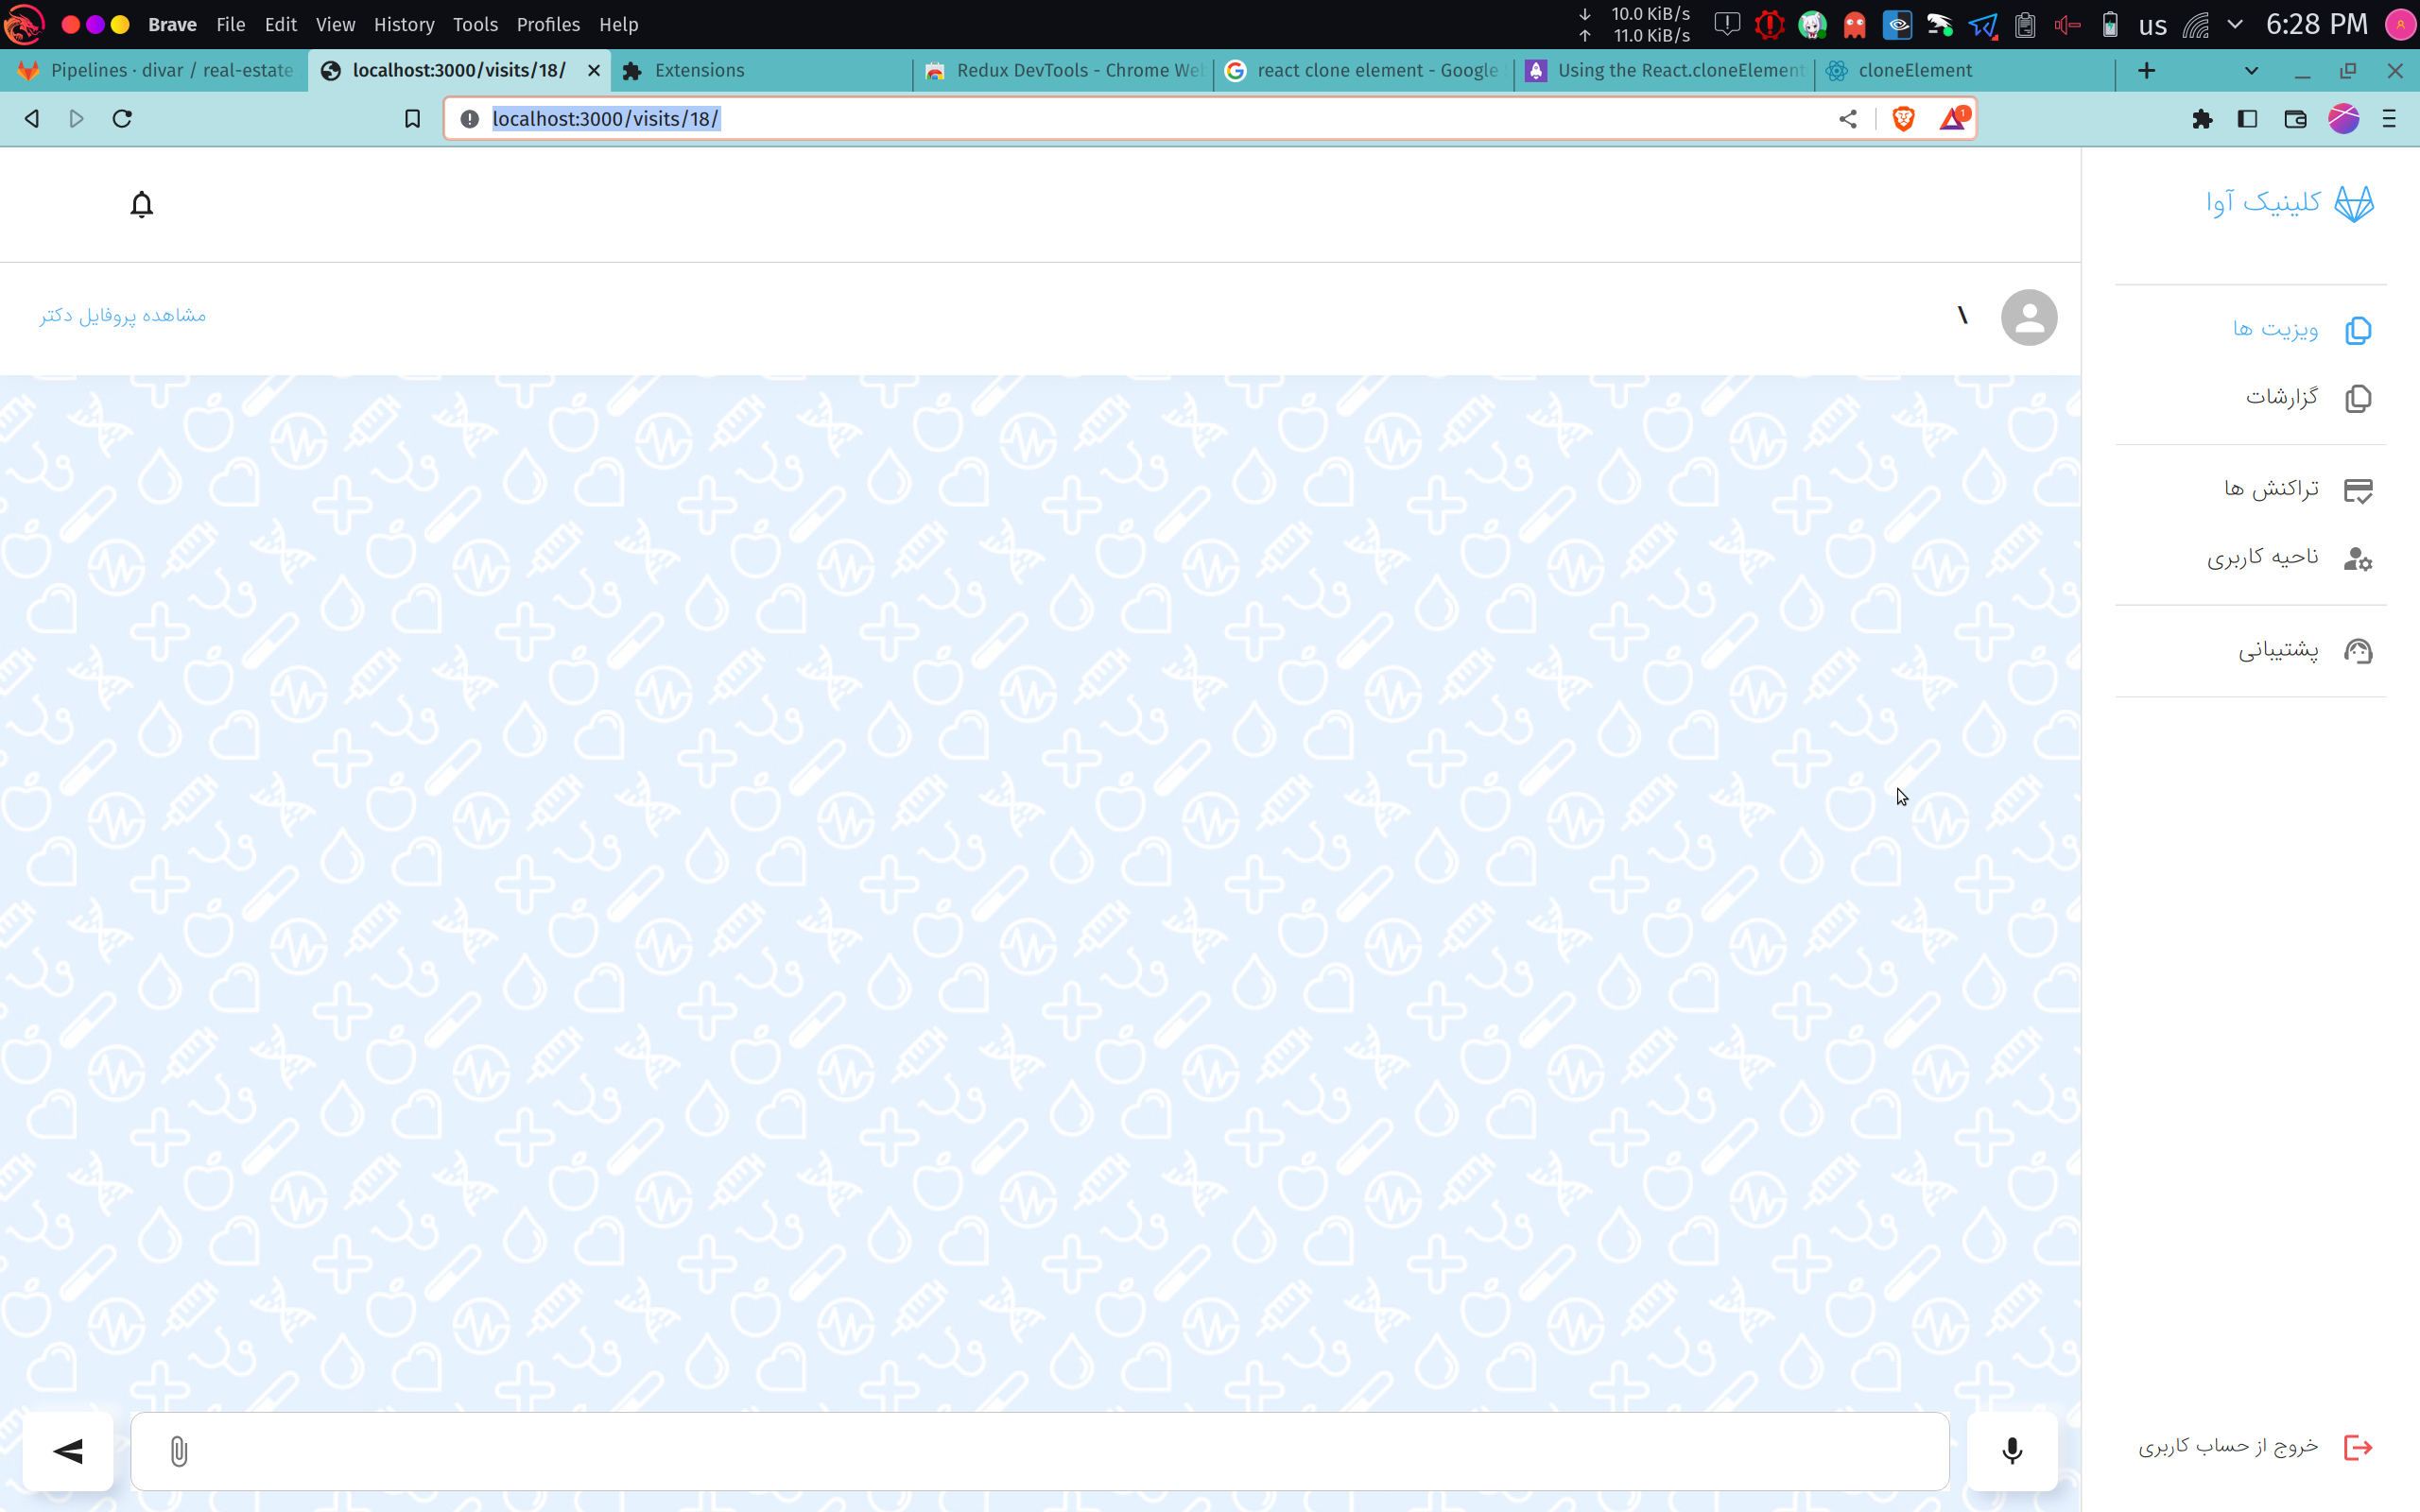 Brave File Edit View History Tools Profiles Help
10.0 KiB/s
11.0 KiB/s
us
6:28 PM
Pipelines · divar / real-estate
localhost:3000/visits/18/
Extensions
Redux DevTools - Chrome We
react clone element - Google
Using the React.cloneElement
cloneElement
localhost:3000/visits/18/
1
کلینیک آوا
\
مشاهده پروفایل دکتر
ویزیت ها
گزارشات
تراکنش ها
ناحیه کاربری
پشتیبانی
خروج از حساب کاربری